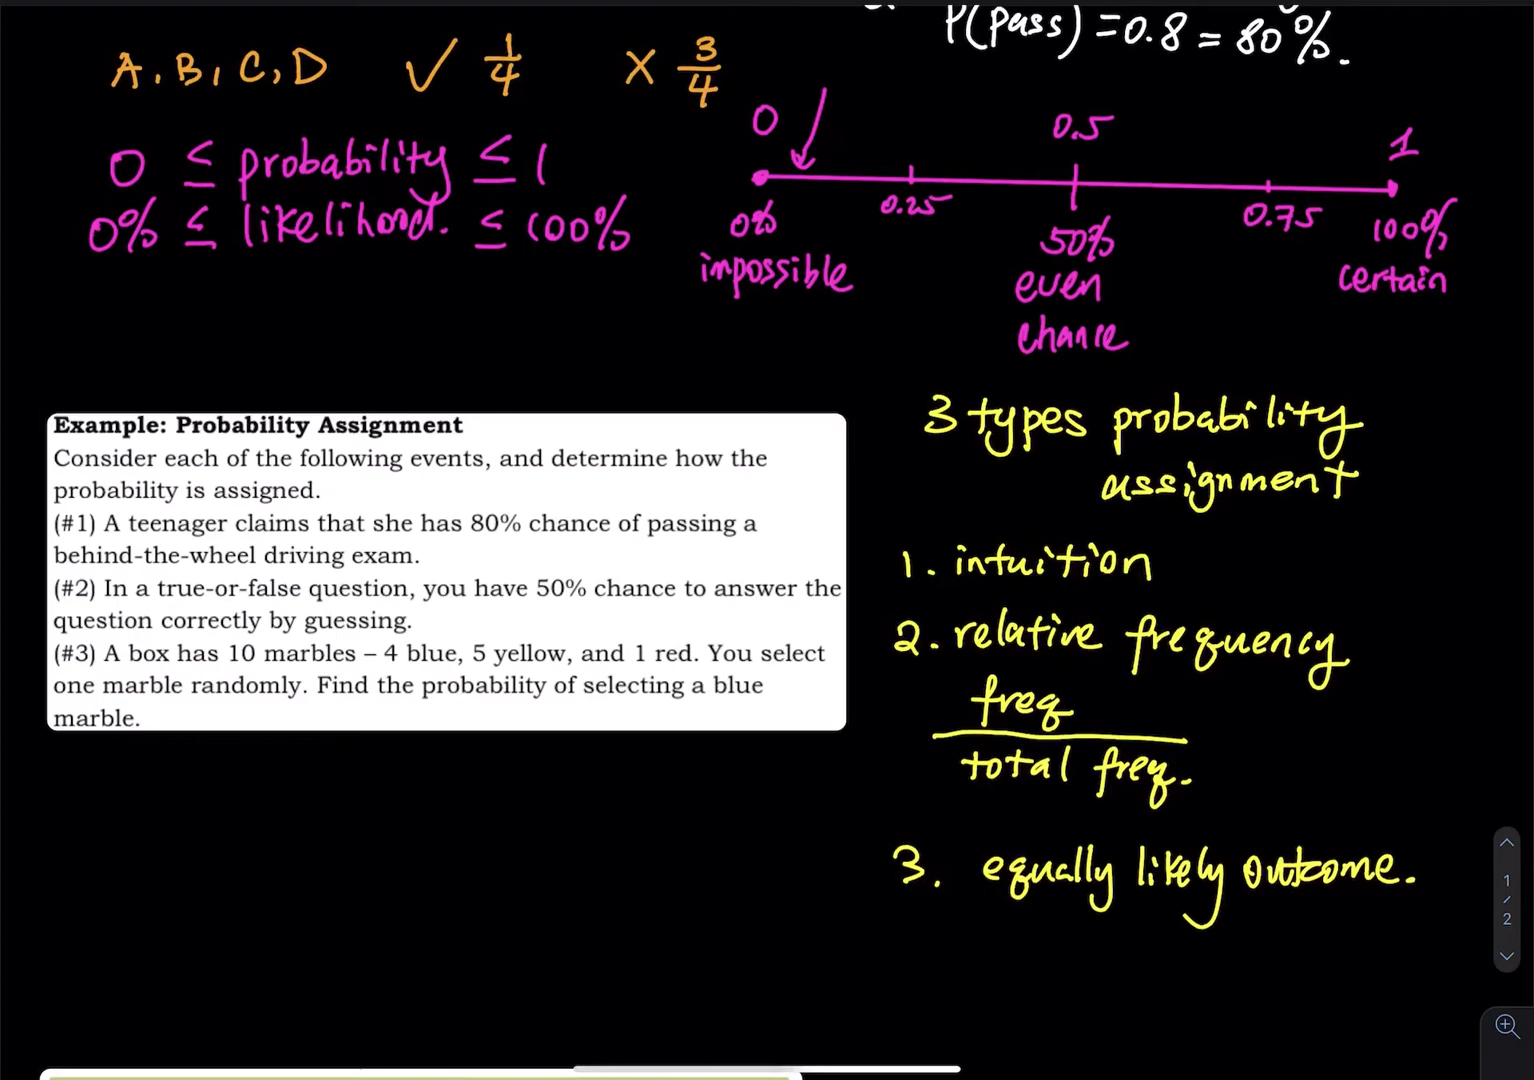 P(pass) = 0.8 = 80%.
A, B, C, D ✓ 1/4 × 3/4
0 ≤ probability ≤ 1
0% ≤ likelihood. ≤ 100%
0 0.5 1
0.25 0.75
0% 50% 100%
impossible even chance certain
Example: Probability Assignment
Consider each of the following events, and determine how the
probability is assigned.
(#1) A teenager claims that she has 80% chance of passing a
behind-the-wheel driving exam.
(#2) In a true-or-false question, you have 50% chance to answer the
question correctly by guessing.
(#3) A box has 10 marbles – 4 blue, 5 yellow, and 1 red. You select
one marble randomly. Find the probability of selecting a blue
marble.
3 types probability
assignment
1. intuition
2. relative frequency
freq
total freq.
3. equally likely outcome.
1
/
2